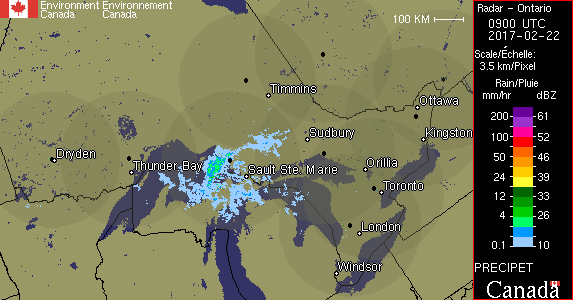 Environment Environnement
Canada Canada
100 KM
Timmins
Ottawa
Sudbury
Kingston
Dryden
Thunder Bay
Sault Ste. Marie
Orillia
Toronto
London
Windsor
Radar - Ontario
0900 UTC
2017-02-22
Scale/Échelle:
3.5 km/Pixel
Rain/Pluie
mm/hr dBZ
200 61
100 52
50 46
24 39
12 33
4 26
0.1 10
PRECIPET
Canada